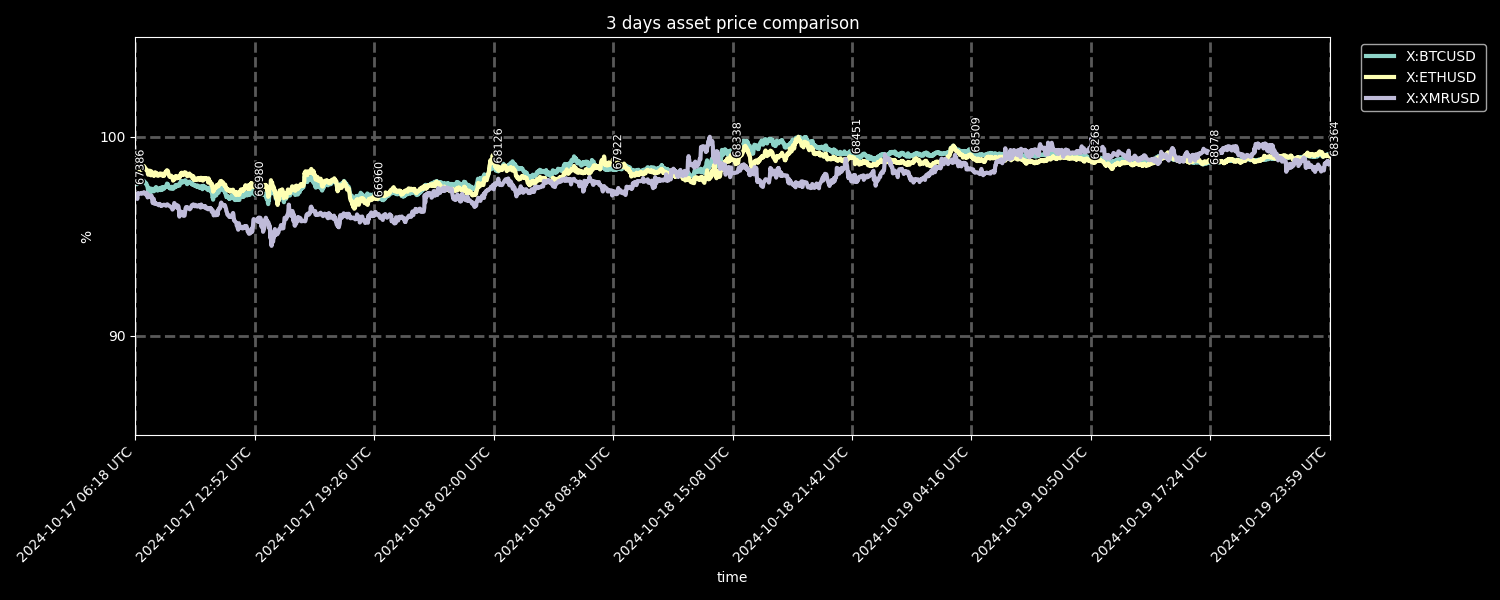 3 days asset price comparison
X:BTCUSD
X:ETHUSD
X:XMRUSD
100
90
%
67386
66980
66960
68126
67922
68338
68451
68509
68268
68078
68364
2024-10-17 06:18 UTC
2024-10-17 12:52 UTC
2024-10-17 19:26 UTC
2024-10-18 02:00 UTC
2024-10-18 08:34 UTC
2024-10-18 15:08 UTC
2024-10-18 21:42 UTC
2024-10-19 04:16 UTC
2024-10-19 10:50 UTC
2024-10-19 17:24 UTC
2024-10-19 23:59 UTC
time